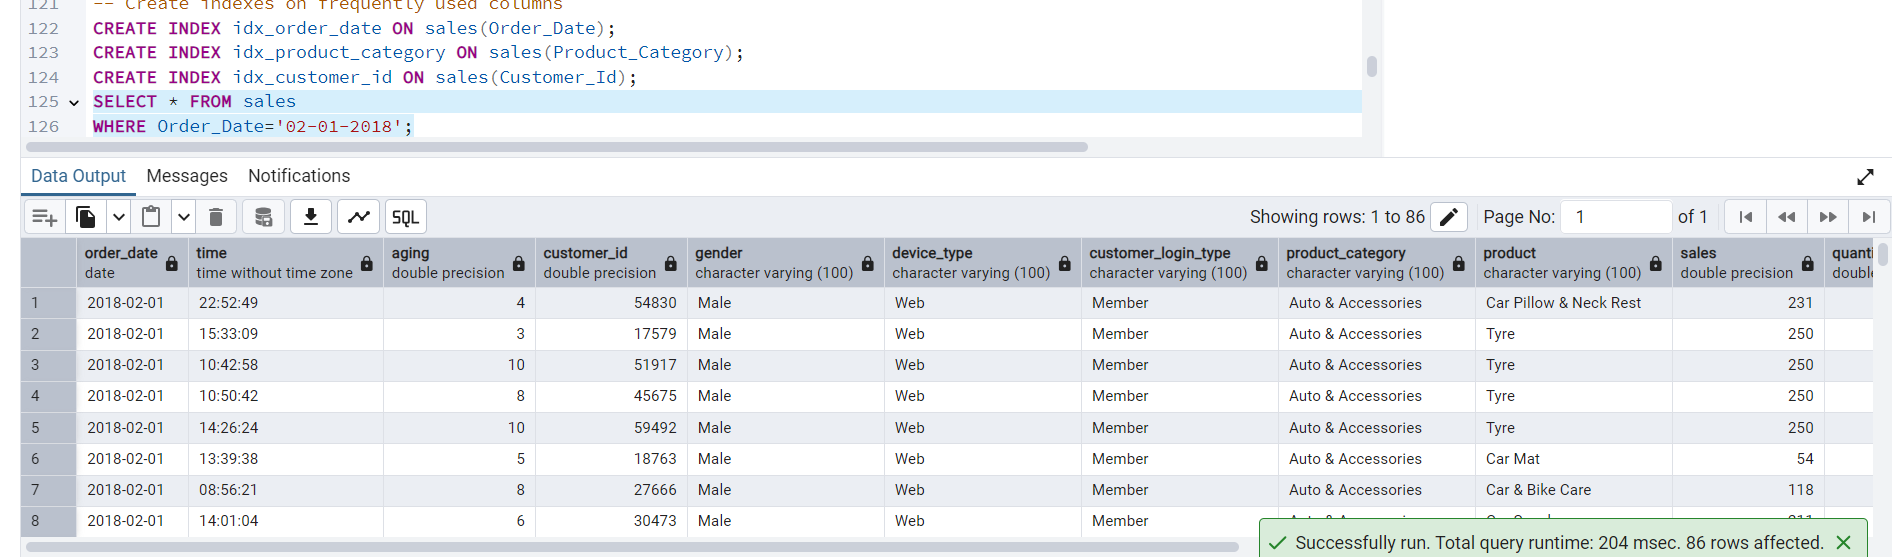 121 -- Create indexes on frequently used columns
122 CREATE INDEX idx_order_date ON sales(Order_Date);
123 CREATE INDEX idx_product_category ON sales(Product_Category);
124 CREATE INDEX idx_customer_id ON sales(Customer_Id);
125 SELECT * FROM sales
126 WHERE Order_Date='02-01-2018';
Data Output Messages Notifications
SQL Showing rows: 1 to 86 Page No: 1 of 1
order_date time aging customer_id gender device_type customer_login_type product_category product sales
date time without time zone double precision double precision character varying (100) character varying (100) character varying (100) character varying (100) character varying (100) double precision
1 2018-02-01 22:52:49 4 54830 Male Web Member Auto & Accessories Car Pillow & Neck Rest 231
2 2018-02-01 15:33:09 3 17579 Male Web Member Auto & Accessories Tyre 250
3 2018-02-01 10:42:58 10 51917 Male Web Member Auto & Accessories Tyre 250
4 2018-02-01 10:50:42 8 45675 Male Web Member Auto & Accessories Tyre 250
5 2018-02-01 14:26:24 10 59492 Male Web Member Auto & Accessories Tyre 250
6 2018-02-01 13:39:38 5 18763 Male Web Member Auto & Accessories Car Mat 54
7 2018-02-01 08:56:21 8 27666 Male Web Member Auto & Accessories Car & Bike Care 118
8 2018-02-01 14:01:04 6 30473 Male Web Member
Successfully run. Total query runtime: 204 msec. 86 rows affected.